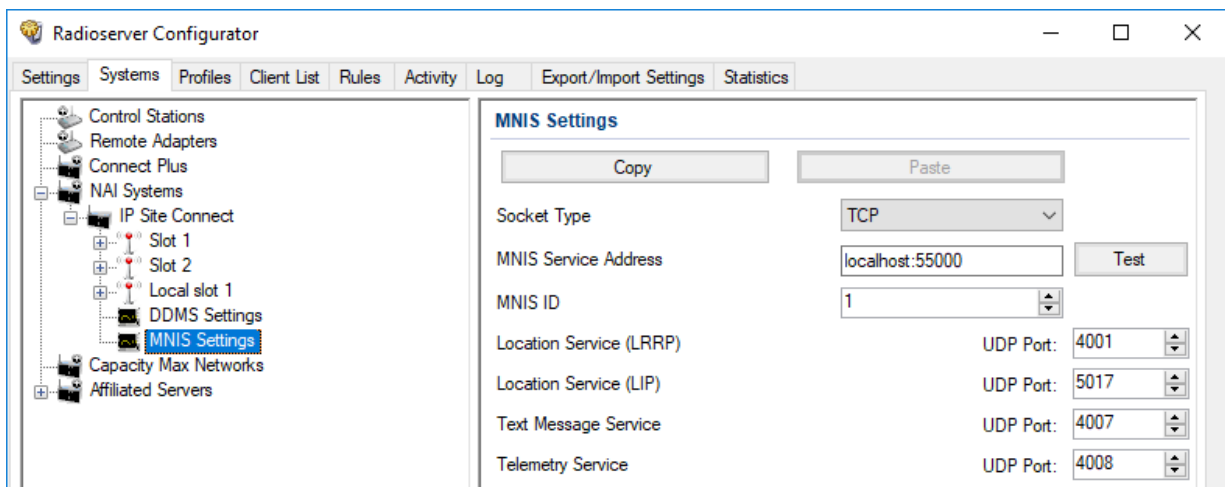 Radioserver Configurator
Settings Systems Profiles Client List Rules Activity Log Export/Import Settings Statistics
Control Stations
Remote Adapters
Connect Plus
NAI Systems
IP Site Connect
Slot 1
Slot 2
Local slot 1
DDMS Settings
MNIS Settings
Capacity Max Networks
Affiliated Servers
MNIS Settings
Copy Paste
Socket Type TCP
MNIS Service Address localhost:55000 Test
MNIS ID 1
Location Service (LRRP) UDP Port: 4001
Location Service (LIP) UDP Port: 5017
Text Message Service UDP Port: 4007
Telemetry Service UDP Port: 4008